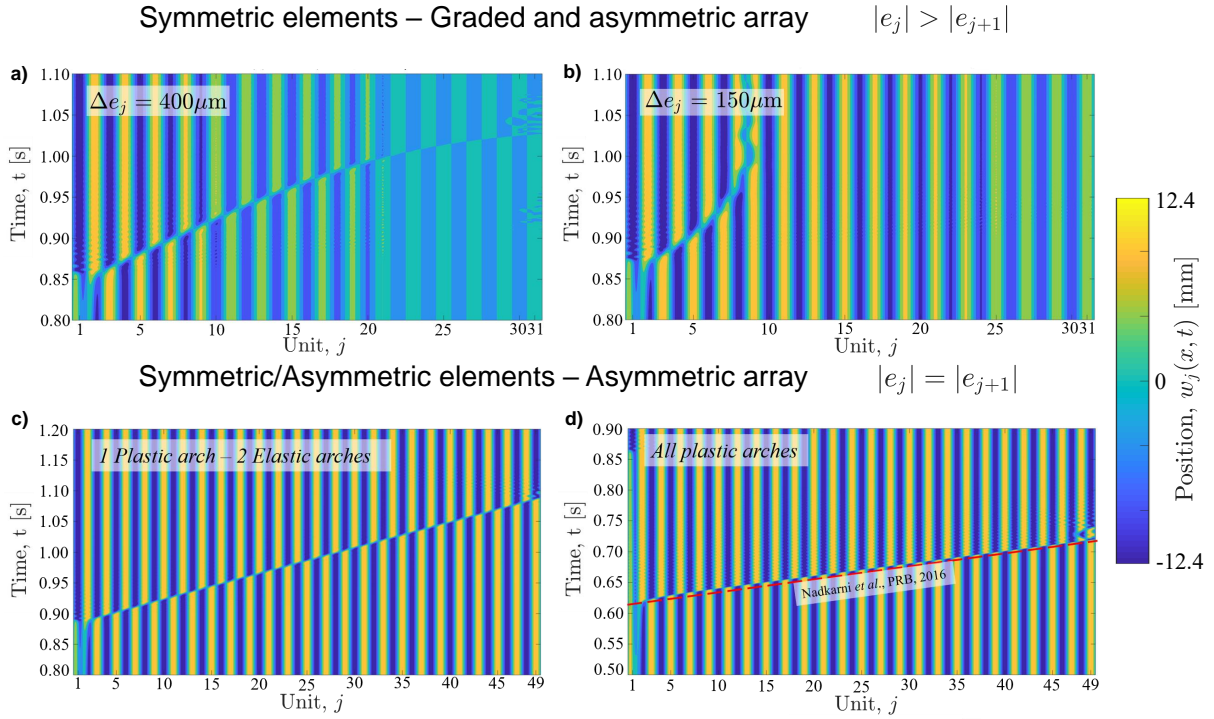 Symmetric elements – Graded and asymmetric array |e_j| > |e_{j+1}|
a)
Δe_j = 400μm
1.10
1.05
1.00
0.95
0.90
0.85
0.80
Time, t [s]
1 5 10 15 20 25 3031
Unit, j
b)
Δe_j = 150μm
1.10
1.05
1.00
0.95
0.90
0.85
0.80
Time, t [s]
1 5 10 15 20 25 3031
Unit, j
Symmetric/Asymmetric elements – Asymmetric array |e_j| = |e_{j+1}|
c)
1 Plastic arch – 2 Elastic arches
1.20
1.15
1.10
1.05
1.00
0.95
0.90
0.85
0.80
Time, t [s]
1 5 10 15 20 25 30 35 40 45 49
Unit, j
d)
All plastic arches
Nadkarni et al., PRB, 2016
0.90
0.85
0.80
0.75
0.70
0.65
0.60
0.55
0.50
Time, t [s]
1 5 10 15 20 25 30 35 40 45 49
Unit, j
12.4
0
-12.4
Position, w_j(x, t) [mm]